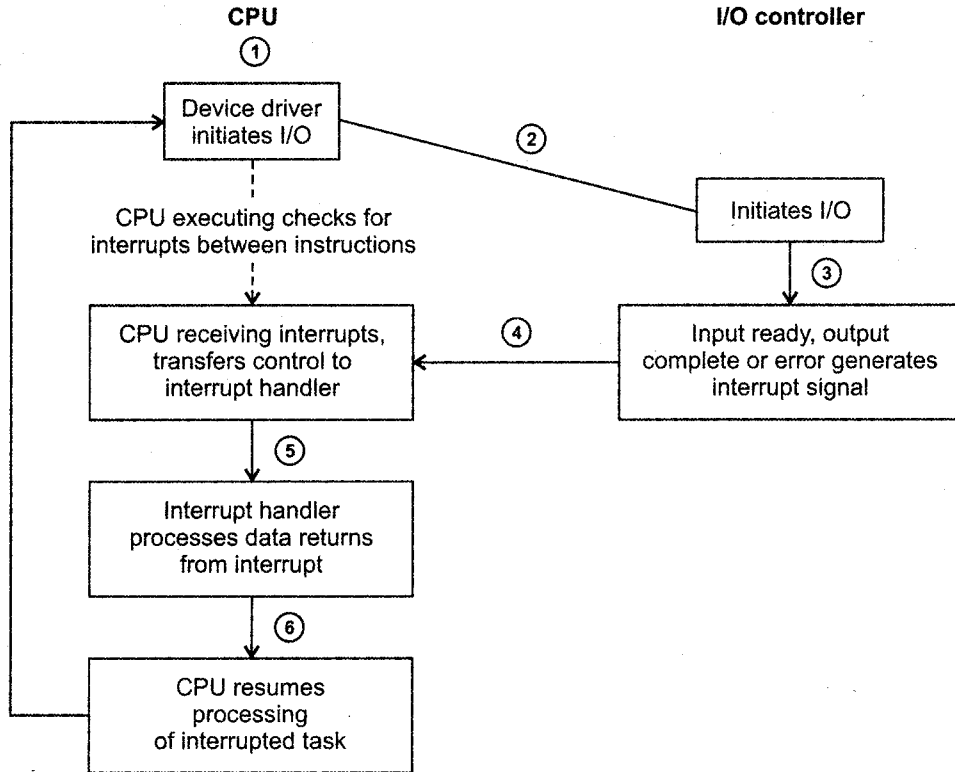 CPU
I/O controller
1
Device driver
initiates I/O
2
Initiates I/O
CPU executing checks for
interrupts between instructions
3
CPU receiving interrupts,
transfers control to
interrupt handler
4
Input ready, output
complete or error generates
interrupt signal
5
Interrupt handler
processes data returns
from interrupt
6
CPU resumes
processing
of interrupted task